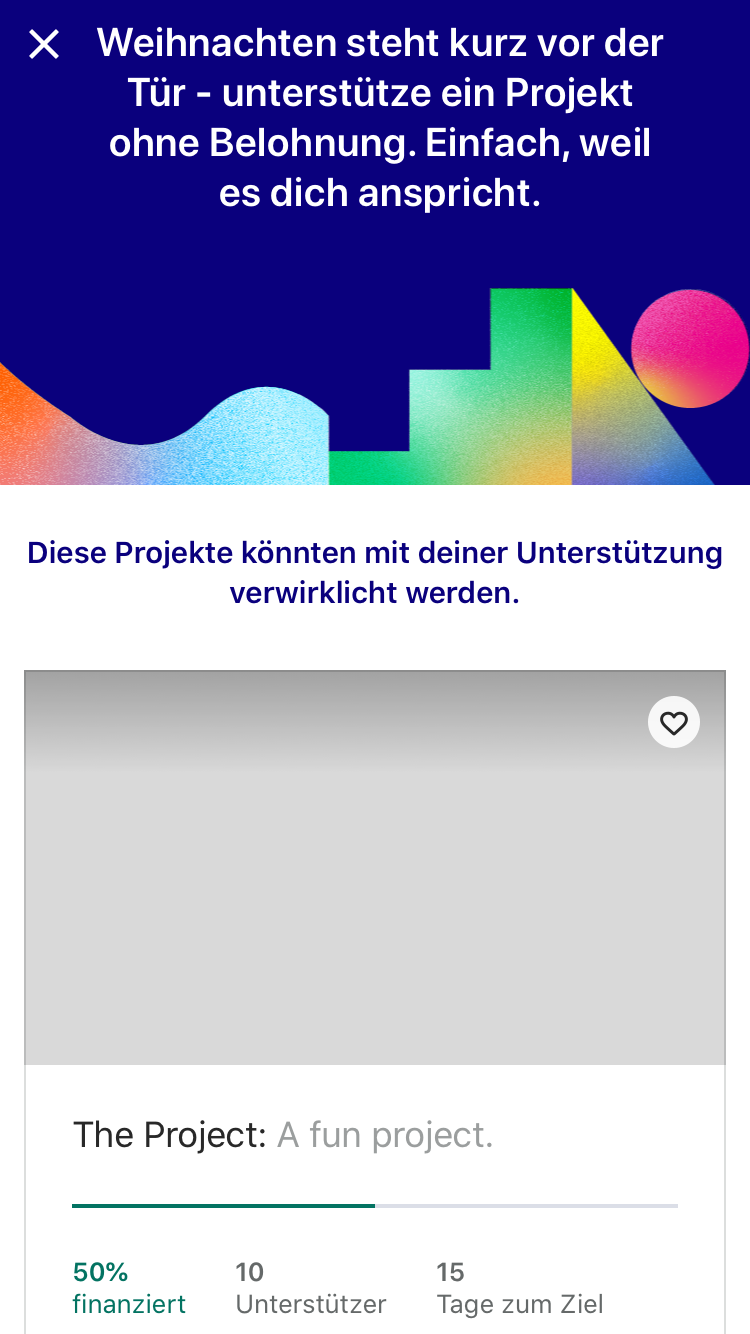 Weihnachten steht kurz vor der
Tür - unterstütze ein Projekt
ohne Belohnung. Einfach, weil
es dich anspricht.
Diese Projekte könnten mit deiner Unterstützung
verwirklicht werden.
The Project: A fun project.
50% 10 15
finanziert Unterstützer Tage zum Ziel